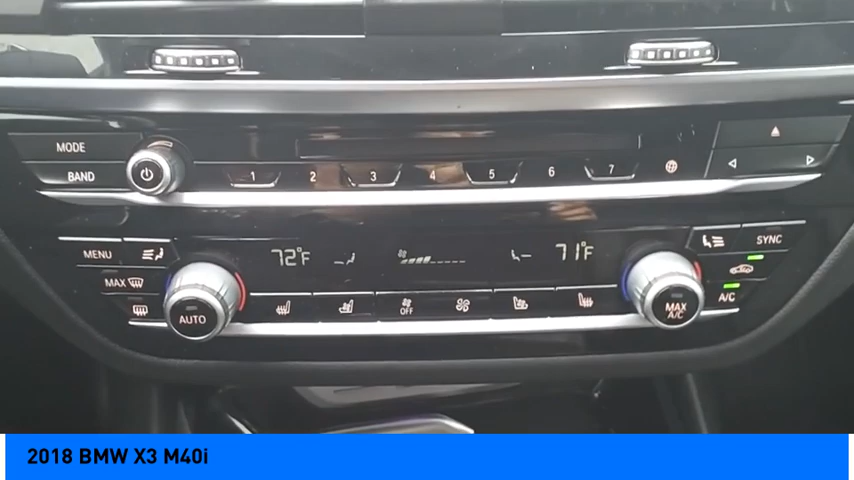 MODE
BAND
1 2 3 4 5 6 7
MENU 72°F 71°F SYNC
MAX
A/C
AUTO
OFF
MAX
A/C
2018 BMW X3 M40i